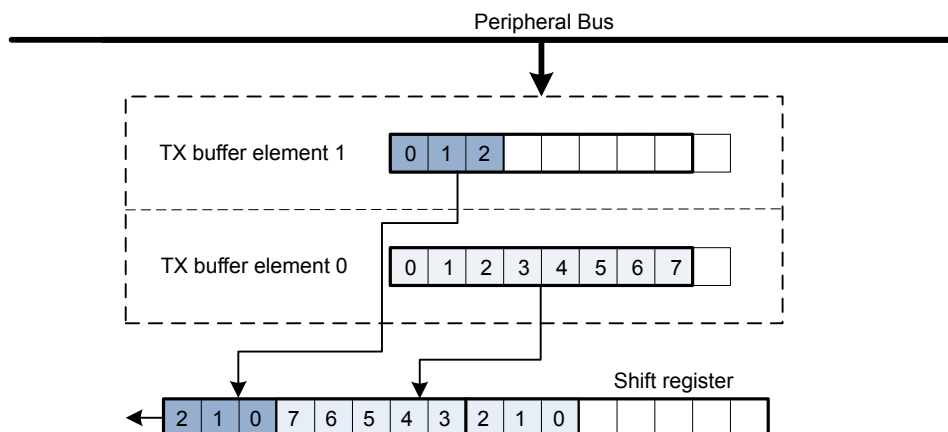 Peripheral Bus
TX buffer element 1 0 1 2
TX buffer element 0 0 1 2 3 4 5 6 7
Shift register
2 1 0 7 6 5 4 3 2 1 0